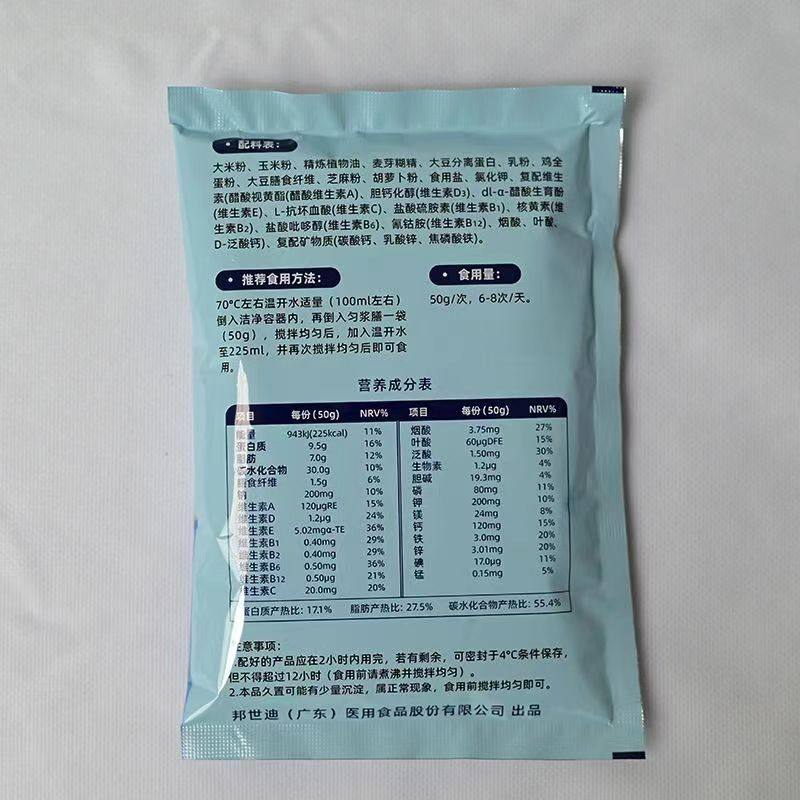 • 配料表：
大米粉、玉米粉、精炼植物油、麦芽糊精、大豆分离蛋白、乳粉、鸡全
蛋粉、大豆膳食纤维、芝麻粉、胡萝卜粉、食用盐、氯化钾、复配维生
素(醋酸视黄酯(醋酸维生素A)、胆钙化醇(维生素D3)、dl-α-醋酸生育酚
(维生素E)、L-抗坏血酸(维生素C)、盐酸硫胺素(维生素B1)、核黄素(维
生素B2)、盐酸吡哆醇(维生素B6)、氰钴胺(维生素B12)、烟酸、叶酸、
D-泛酸钙)、复配矿物质(碳酸钙、乳酸锌、焦磷酸铁)。
• 推荐食用方法：
70°C左右温开水适量（100ml左右）
倒入洁净容器内，再倒入匀浆膳一袋
（50g），搅拌均匀后，加入温开水
至225ml，并再次搅拌均匀后即可食
用。
• 食用量：
50g/次，6-8次/天。
营养成分表
项目 每份(50g) NRV%
能量 943kJ(225kcal) 11%
蛋白质 9.5g 16%
脂肪 7.0g 12%
碳水化合物 30.0g 10%
膳食纤维 1.5g 6%
钠 200mg 10%
维生素A 120μgRE 15%
维生素D 1.2μg 24%
维生素E 5.02mgα-TE 36%
维生素B1 0.40mg 29%
维生素B2 0.40mg 29%
维生素B6 0.50mg 36%
维生素B12 0.50μg 21%
维生素C 20.0mg 20%
项目 每份(50g) NRV%
烟酸 3.75mg 27%
叶酸 60μgDFE 15%
泛酸 1.50mg 30%
生物素 1.2μg 4%
胆碱 19.3mg 4%
磷 80mg 11%
钾 200mg 10%
镁 24mg 8%
钙 120mg 15%
铁 3.0mg 20%
锌 3.01mg 20%
碘 17.0μg 11%
锰 0.15mg 5%
蛋白质产热比：17.1% 脂肪产热比：27.5% 碳水化合物产热比：55.4%
注意事项：
1.配好的产品应在2小时内用完，若有剩余，可密封于4°C条件保存，
但不得超过12小时（食用前请煮沸并搅拌均匀）。
2.本品久置可能有少量沉淀，属正常现象，食用前搅拌均匀即可。
邦世迪（广东）医用食品股份有限公司 出品